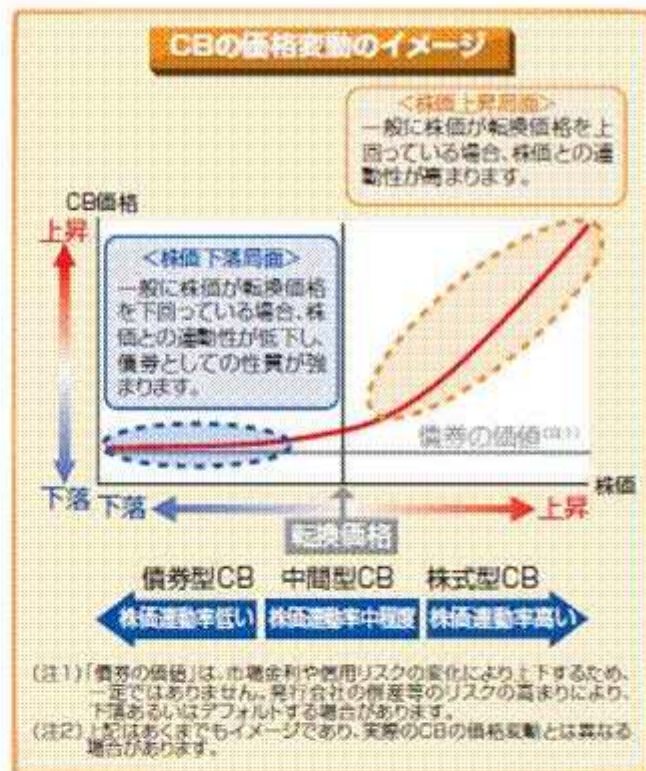 CBの価格変動のイメージ
<株価上昇局面>
一般に株価が転換価格を上
回っている場合、株価との連
動性が高まります。
CB価格
上昇
<株価下落局面>
一般に株価が転換価格
を下回っている場合、株
価との連動性が低下し、
債券としての性質が強
まります。
債券の価値(注1)
下落
下落
上昇
株価
転換価格
債券型CB 中間型CB 株式型CB
株価連動率低い 株価連動率中程度 株価連動率高い
(注1)「債券の価値」は、市場金利や信用リスクの変化により上下するため、
一定ではありません。発行会社の倒産等のリスクの高まりにより、
下落あるいはデフォルトする場合があります。
(注2)上記はあくまでもイメージであり、実際のCBの価格変動とは異なる
場合があります。